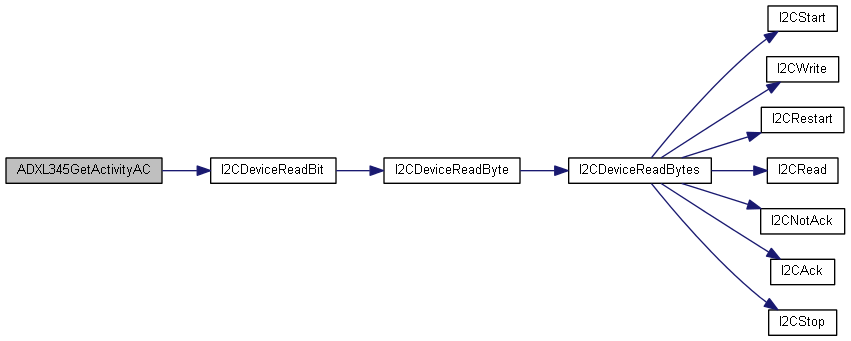 ADXL345GetActivityAC
I2CDeviceReadBit
I2CDeviceReadByte
I2CDeviceReadBytes
I2CStart
I2CWrite
I2CRestart
I2CRead
I2CNotAck
I2CAck
I2CStop